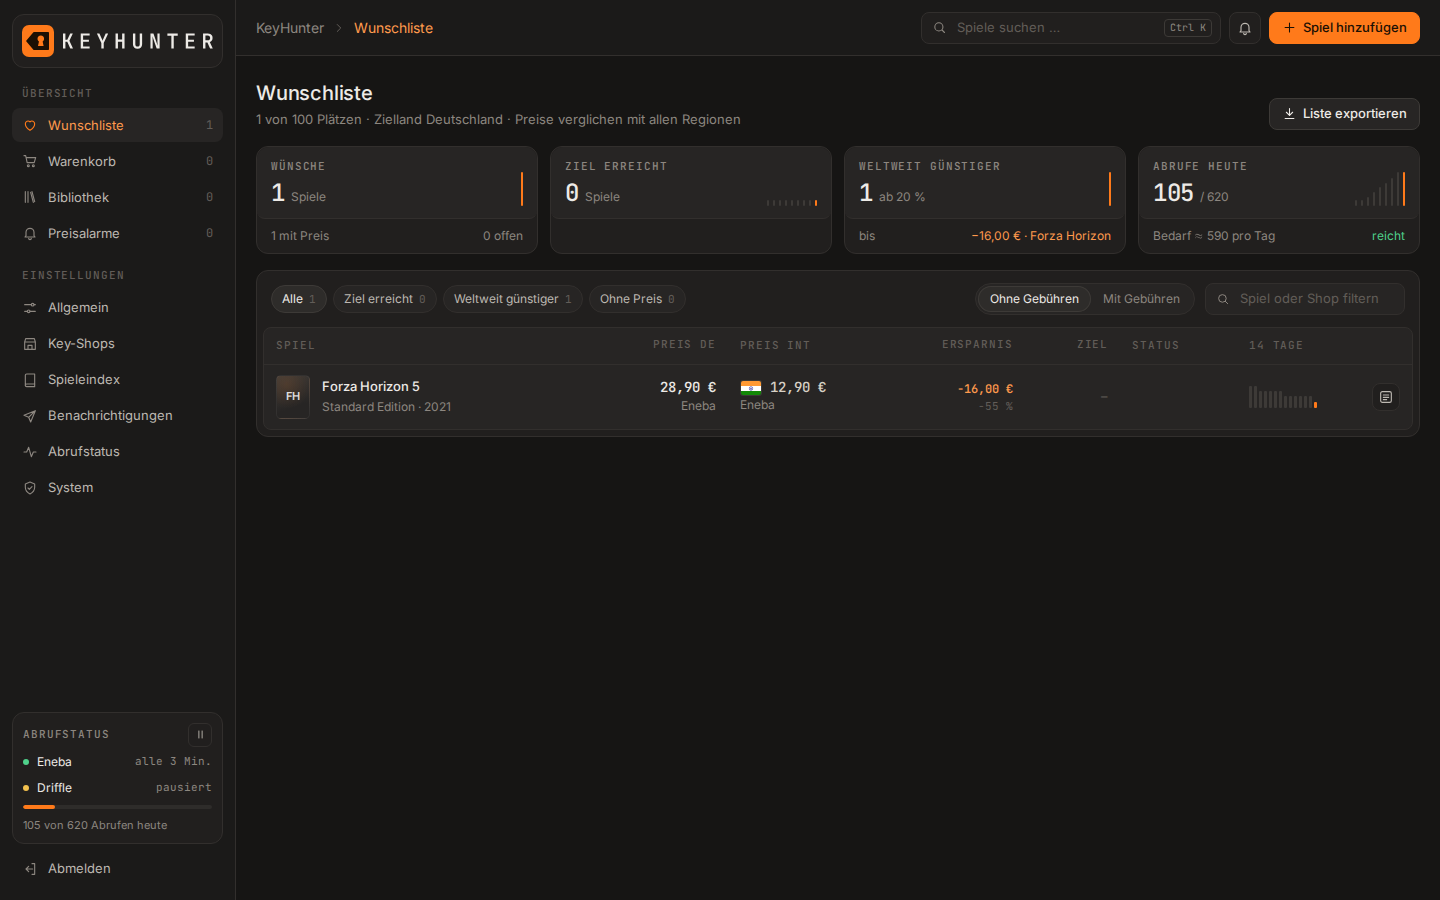 KEYHUNTER
ÜBERSICHT
Wunschliste 1
Warenkorb 0
Bibliothek 0
Preisalarme 0
EINSTELLUNGEN
Allgemein
Key-Shops
Spieleindex
Benachrichtigungen
Abrufstatus
System
ABRUFSTATUS
Eneba alle 3 Min.
Driffle pausiert
105 von 620 Abrufen heute
Abmelden
KeyHunter > Wunschliste
Spiele suchen ... Ctrl K
Spiel hinzufügen
Wunschliste
1 von 100 Plätzen · Zielland Deutschland · Preise verglichen mit allen Regionen
Liste exportieren
WÜNSCHE
1 Spiele
1 mit Preis 0 offen
ZIEL ERREICHT
0 Spiele
WELTWEIT GÜNSTIGER
1 ab 20 %
bis −16,00 € · Forza Horizon
ABRUFE HEUTE
105 / 620
Bedarf ≈ 590 pro Tag reicht
Alle 1 Ziel erreicht 0 Weltweit günstiger 1 Ohne Preis 0
Ohne Gebühren Mit Gebühren Spiel oder Shop filtern
SPIEL PREIS DE PREIS INT ERSPARNIS ZIEL STATUS 14 TAGE
FH Forza Horizon 5 28,90 € 12,90 € -16,00 € –
Standard Edition · 2021 Eneba Eneba -55 %